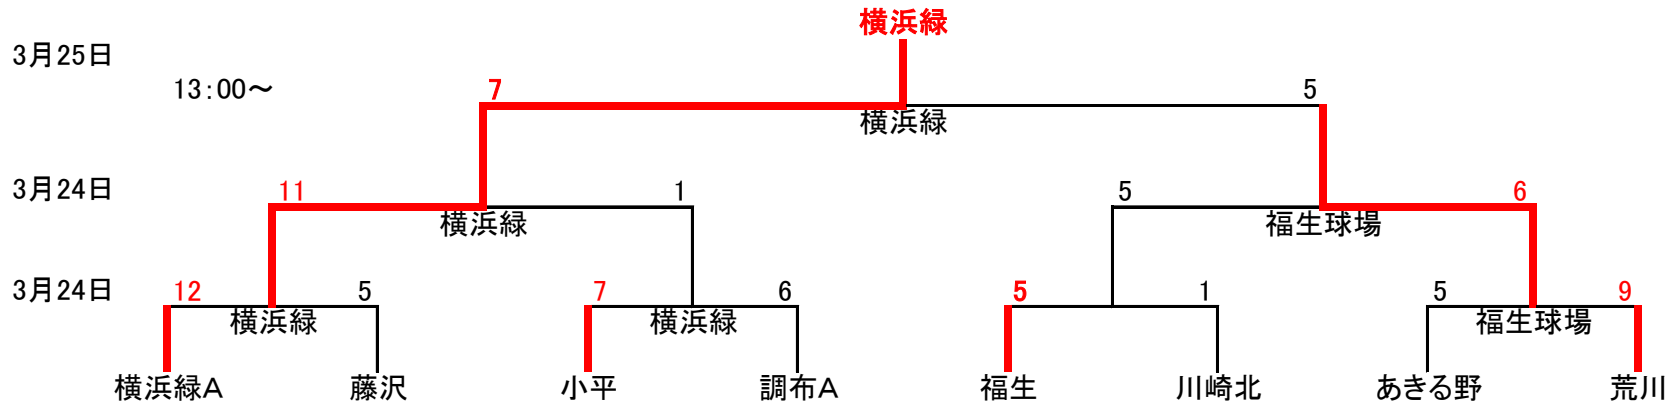 横浜緑
3月25日
13:00～
7
5
横浜緑
3月24日
11
1
5
6
横浜緑
福生球場
3月24日
12
5
7
6
5
1
5
9
横浜緑
横浜緑
福生球場
横浜緑A
藤沢
小平
調布A
福生
川崎北
あきる野
荒川